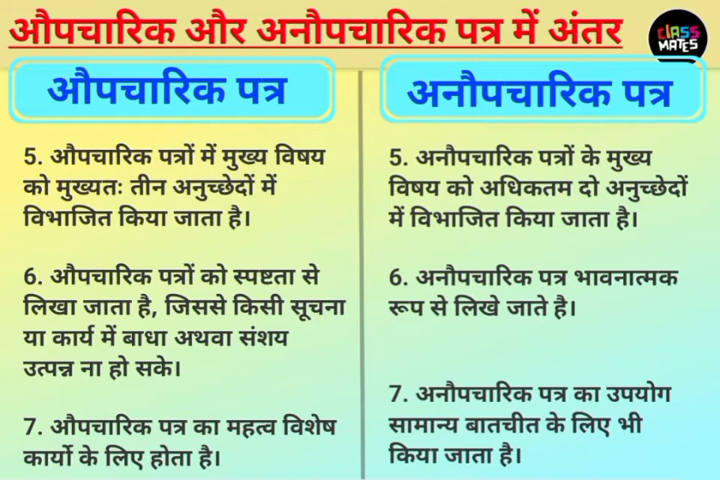 औपचारिक और अनौपचारिक पत्र में अंतर
CLASS
MATES
औपचारिक पत्र
5. औपचारिक पत्रों में मुख्य विषय
को मुख्यतः तीन अनुच्छेदों में
विभाजित किया जाता है।
6. औपचारिक पत्रों को स्पष्टता से
लिखा जाता है, जिससे किसी सूचना
या कार्य में बाधा अथवा संशय
उत्पन्न ना हो सके।
7. औपचारिक पत्र का महत्व विशेष
कार्यो के लिए होता है।
अनौपचारिक पत्र
5. अनौपचारिक पत्रों के मुख्य
विषय को अधिकतम दो अनुच्छेदों
में विभाजित किया जाता है।
6. अनौपचारिक पत्र भावनात्मक
रूप से लिखे जाते है।
7. अनौपचारिक पत्र का उपयोग
सामान्य बातचीत के लिए भी
किया जाता है।